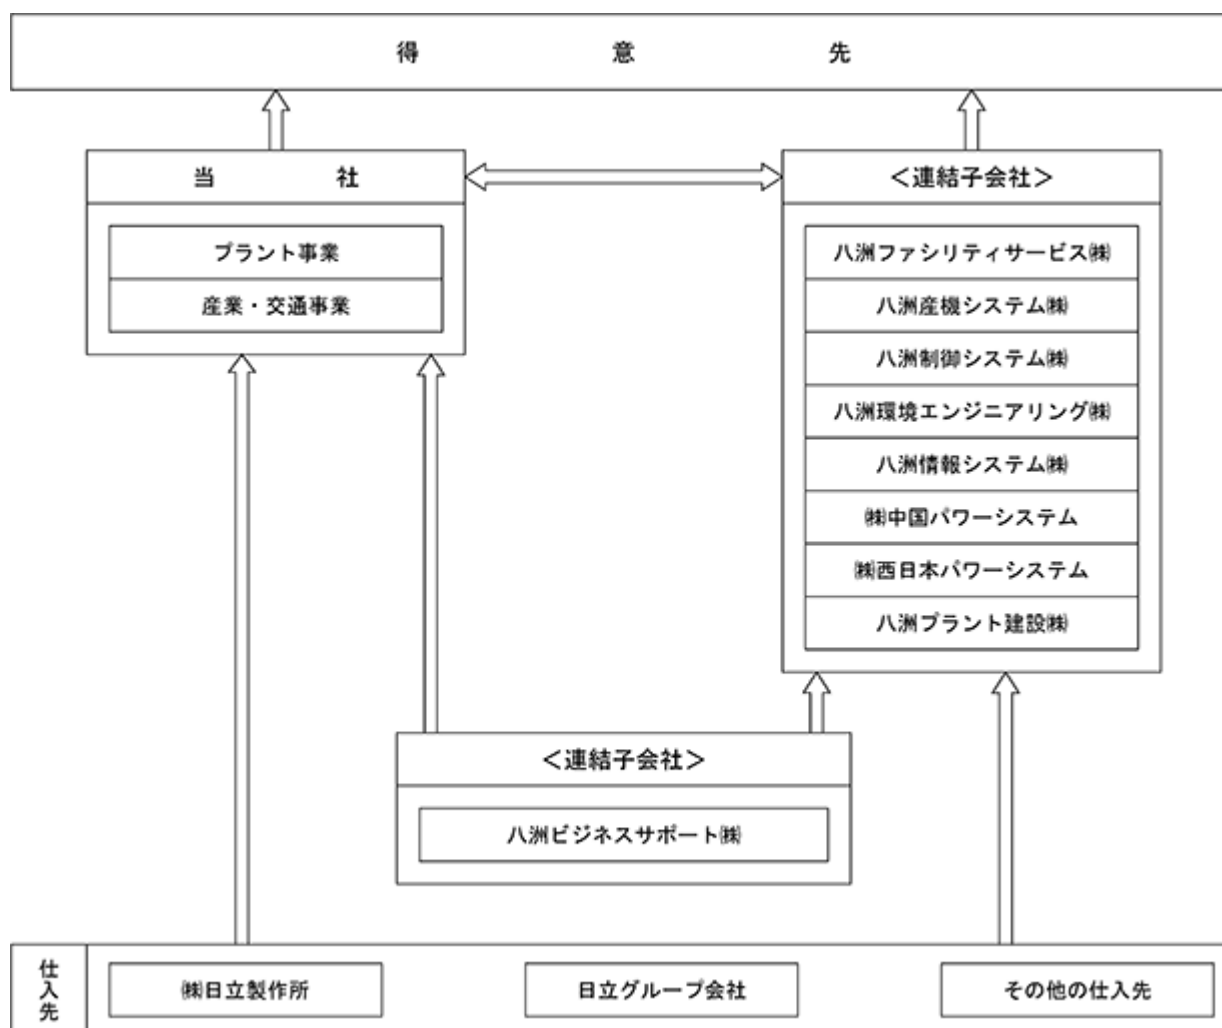 得意先
当社
プラント事業
産業・交通事業
＜連結子会社＞
八洲ファシリティサービス㈱
八洲産機システム㈱
八洲制御システム㈱
八洲環境エンジニアリング㈱
八洲情報システム㈱
㈱中国パワーシステム
㈱西日本パワーシステム
八洲プラント建設㈱
＜連結子会社＞
八洲ビジネスサポート㈱
仕入先
㈱日立製作所
日立グループ会社
その他の仕入先